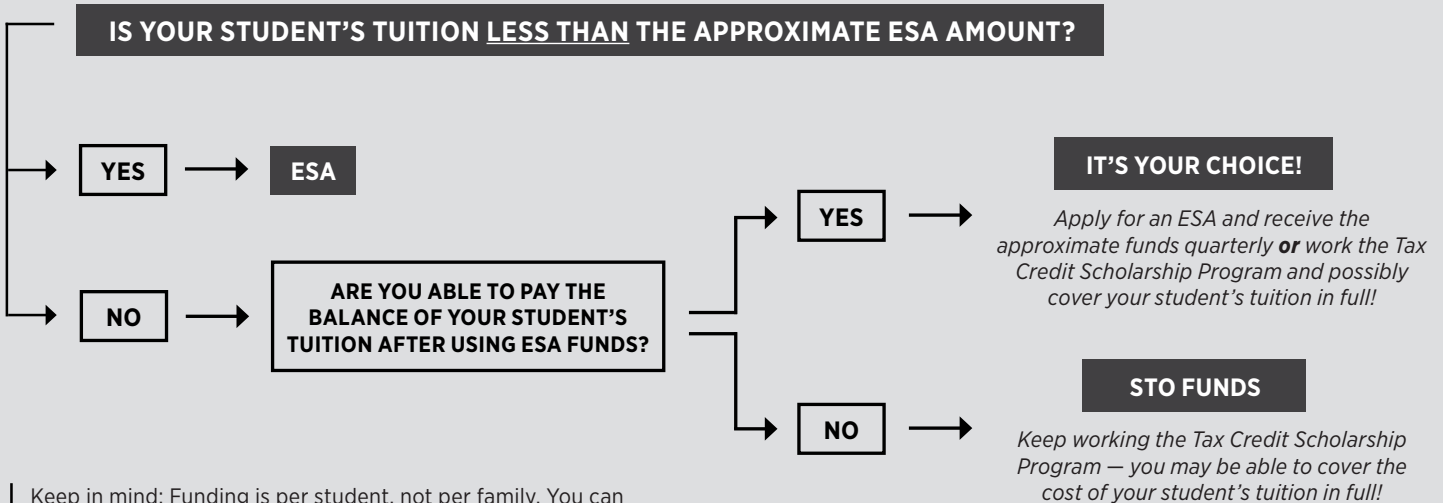 IS YOUR STUDENT'S TUITION LESS THAN THE APPROXIMATE ESA AMOUNT?
YES
ESA
NO
ARE YOU ABLE TO PAY THE
BALANCE OF YOUR STUDENT'S
TUITION AFTER USING ESA FUNDS?
YES
IT'S YOUR CHOICE!
Apply for an ESA and receive the
approximate funds quarterly or work the Tax
Credit Scholarship Program and possibly
cover your student's tuition in full!
NO
STO FUNDS
Keep working the Tax Credit Scholarship
Program — you may be able to cover the
cost of your student's tuition in full!
Keep in mind: Funding is per student, not per family. You can